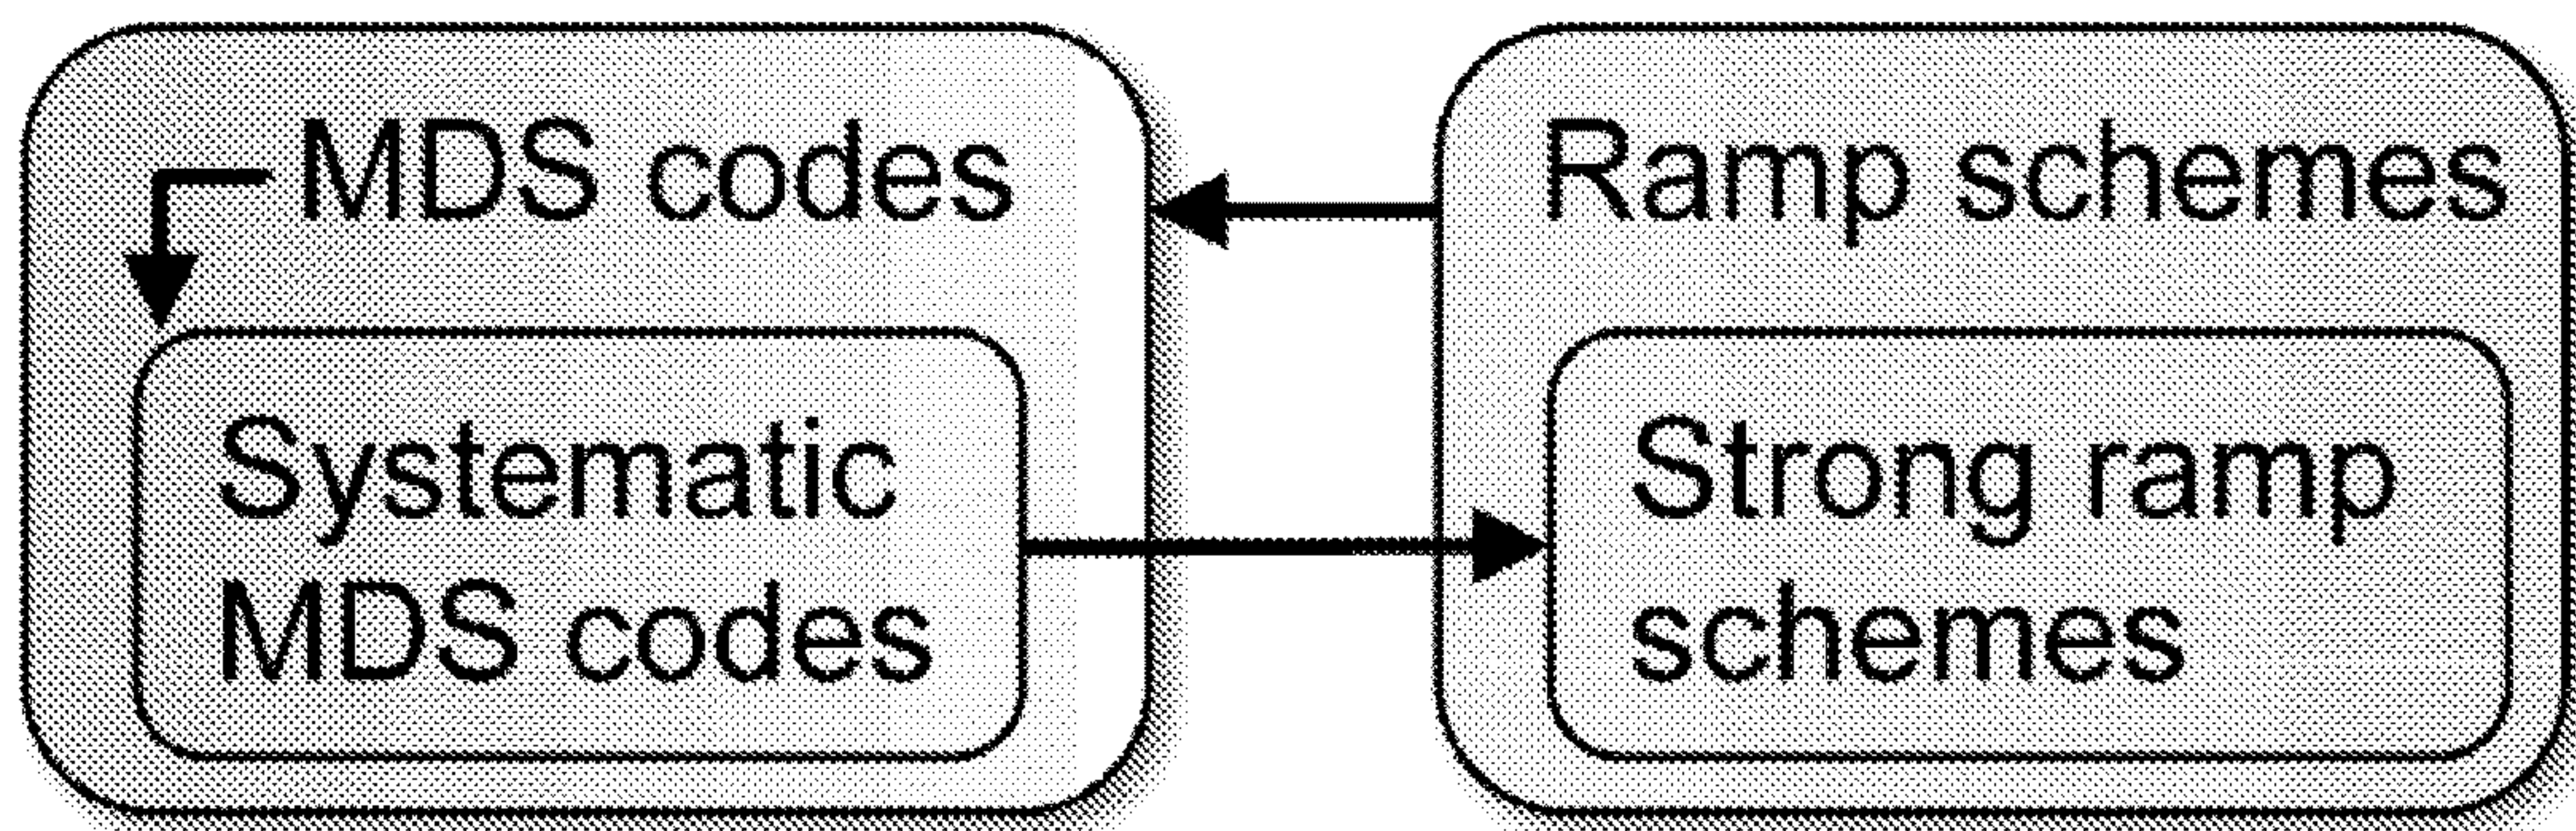 MDS codes
Systematic
MDS codes
Ramp schemes
Strong ramp
schemes